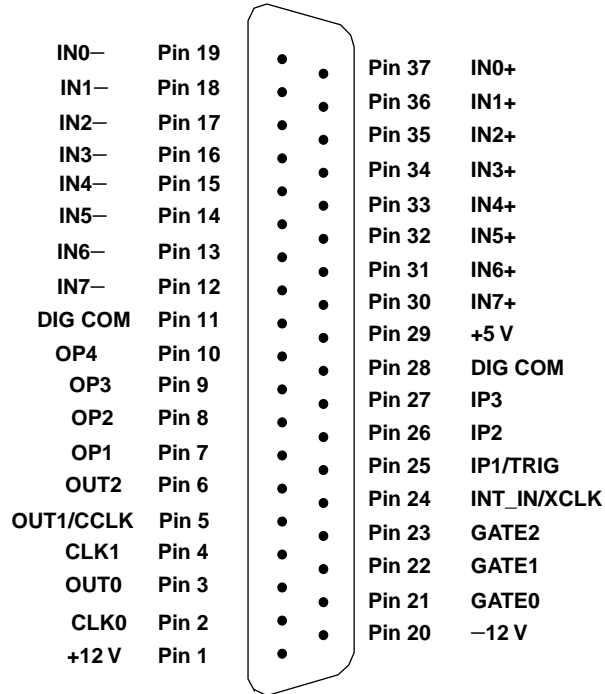 IN0− Pin 19
IN1− Pin 18
IN2− Pin 17
IN3− Pin 16
IN4− Pin 15
IN5− Pin 14
IN6− Pin 13
IN7− Pin 12
DIG COM Pin 11
OP4 Pin 10
OP3 Pin 9
OP2 Pin 8
OP1 Pin 7
OUT2 Pin 6
OUT1/CCLK Pin 5
CLK1 Pin 4
OUT0 Pin 3
CLK0 Pin 2
+12 V Pin 1
Pin 37 IN0+
Pin 36 IN1+
Pin 35 IN2+
Pin 34 IN3+
Pin 33 IN4+
Pin 32 IN5+
Pin 31 IN6+
Pin 30 IN7+
Pin 29 +5 V
Pin 28 DIG COM
Pin 27 IP3
Pin 26 IP2
Pin 25 IP1/TRIG
Pin 24 INT_IN/XCLK
Pin 23 GATE2
Pin 22 GATE1
Pin 21 GATE0
Pin 20 −12 V